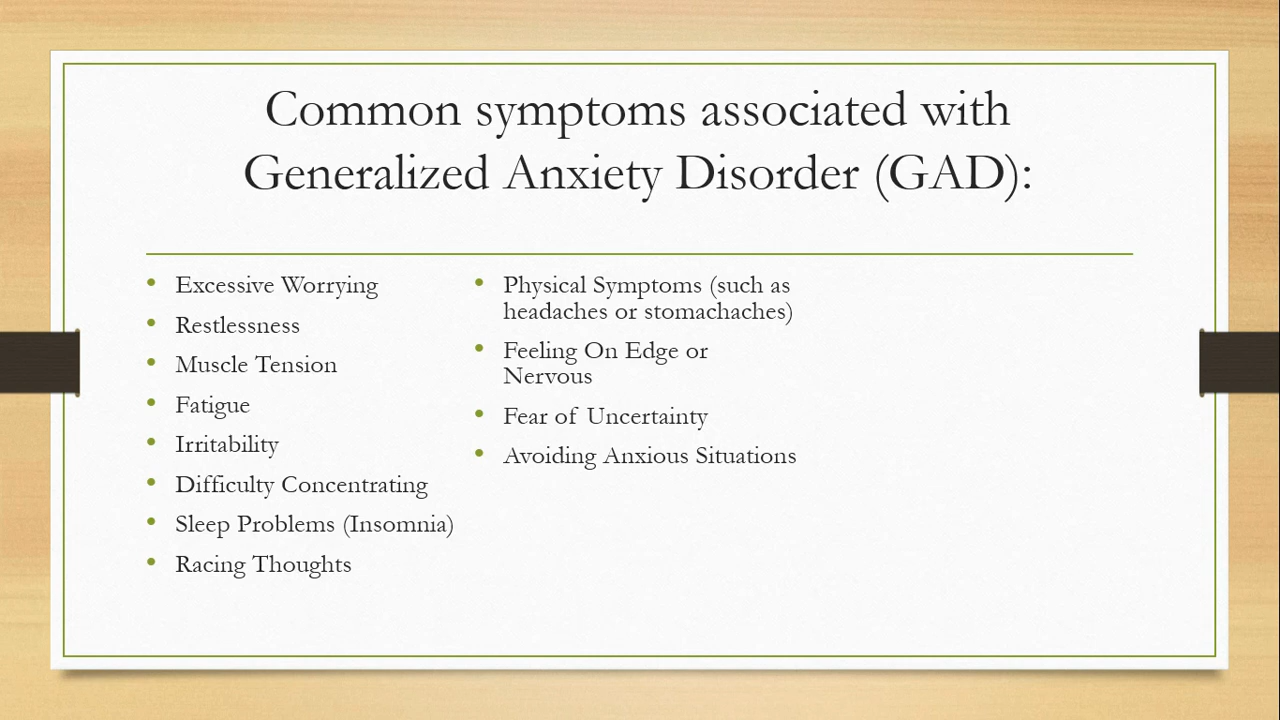 Common symptoms associated with
Generalized Anxiety Disorder (GAD):
• Excessive Worrying
• Restlessness
• Muscle Tension
• Fatigue
• Irritability
• Difficulty Concentrating
• Sleep Problems (Insomnia)
• Racing Thoughts
• Physical Symptoms (such as
headaches or stomachaches)
• Feeling On Edge or
Nervous
• Fear of Uncertainty
• Avoiding Anxious Situations